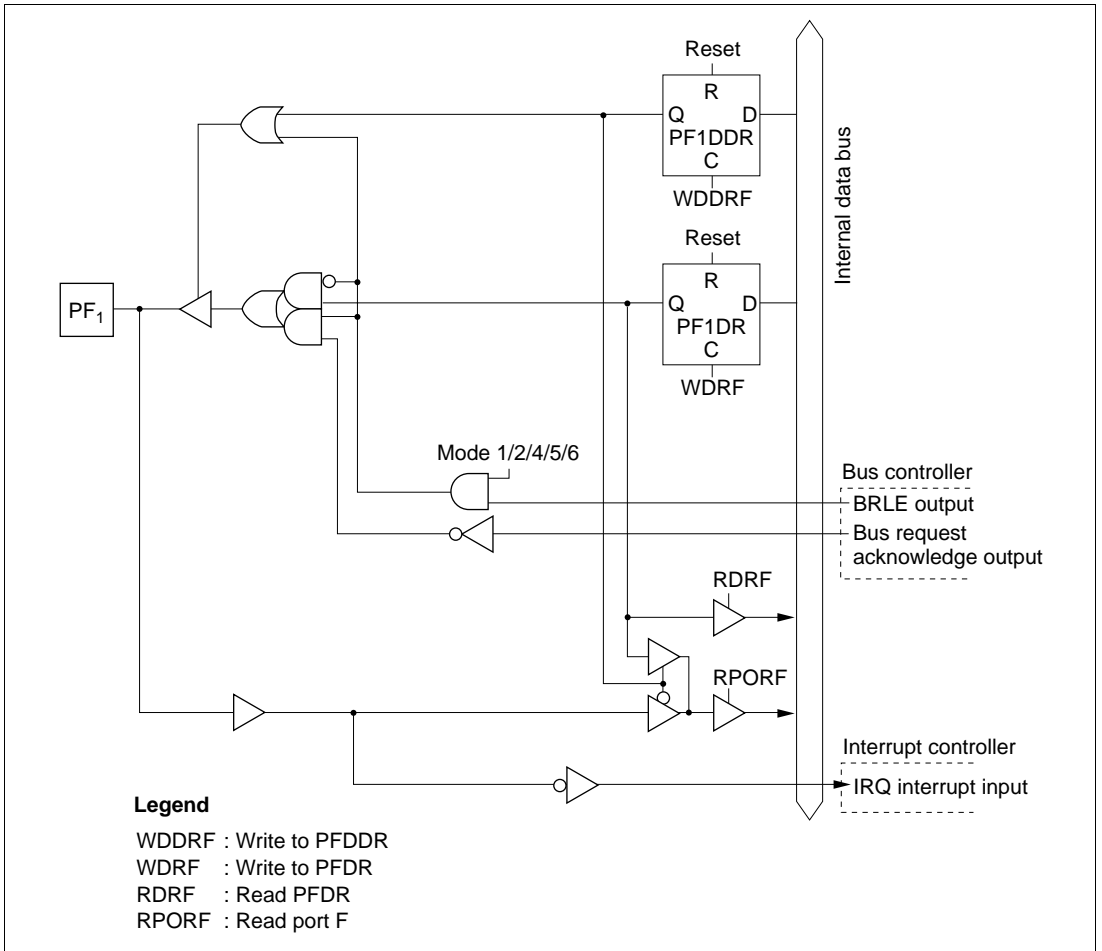 Reset
R
Q D
PF1DDR
C
WDDRF
Internal data bus
Reset
R
PF1
Q D
PF1DR
C
WDRF
Mode 1/2/4/5/6
Bus controller
BRLE output
Bus request
acknowledge output
RDRF
RPORF
Interrupt controller
IRQ interrupt input
Legend
WDDRF : Write to PFDDR
WDRF : Write to PFDR
RDRF : Read PFDR
RPORF : Read port F